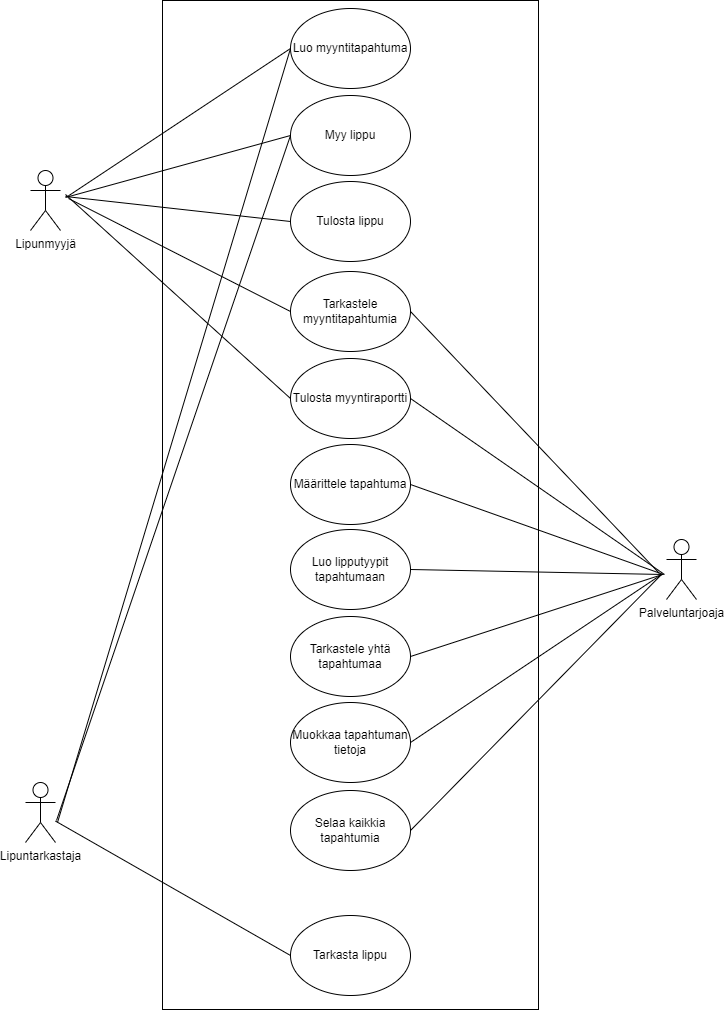 Luo myyntitapahtuma
Myy lippu
Lipunmyyjä
Tulosta lippu
Tarkastele
myyntitapahtumia
Tulosta myyntiraportti
Määrittele tapahtuma
Luo lipputyypit
tapahtumaan
Palveluntarjoaja
Tarkastele yhtä
tapahtumaa
Muokkaa tapahtuman
tietoja
Selaa kaikkia
tapahtumia
Lipuntarkastaja
Tarkasta lippu